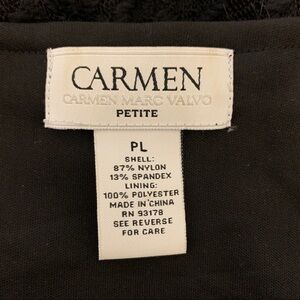 CARMEN
CARMEN MARC VALVO
PETITE
PL
SHELL:
87% NYLON
13% SPANDEX
LINING:
100% POLYESTER
MADE IN CHINA
RN 93178
SEE REVERSE
FOR CARE